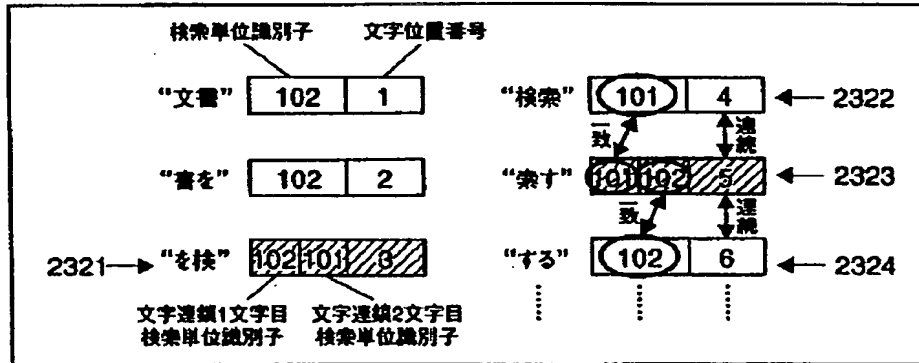 検索単位識別子 文字位置番号
“文書” 102 1
“書を” 102 2
2321 “を検” 102 101 3
文字連鎖1文字目
検索単位識別子
文字連鎖2文字目
検索単位識別子
“検索” 101 4 2322
一致 連続
“索す” 101 102 5 2323
一致 連続
“する” 102 6 2324